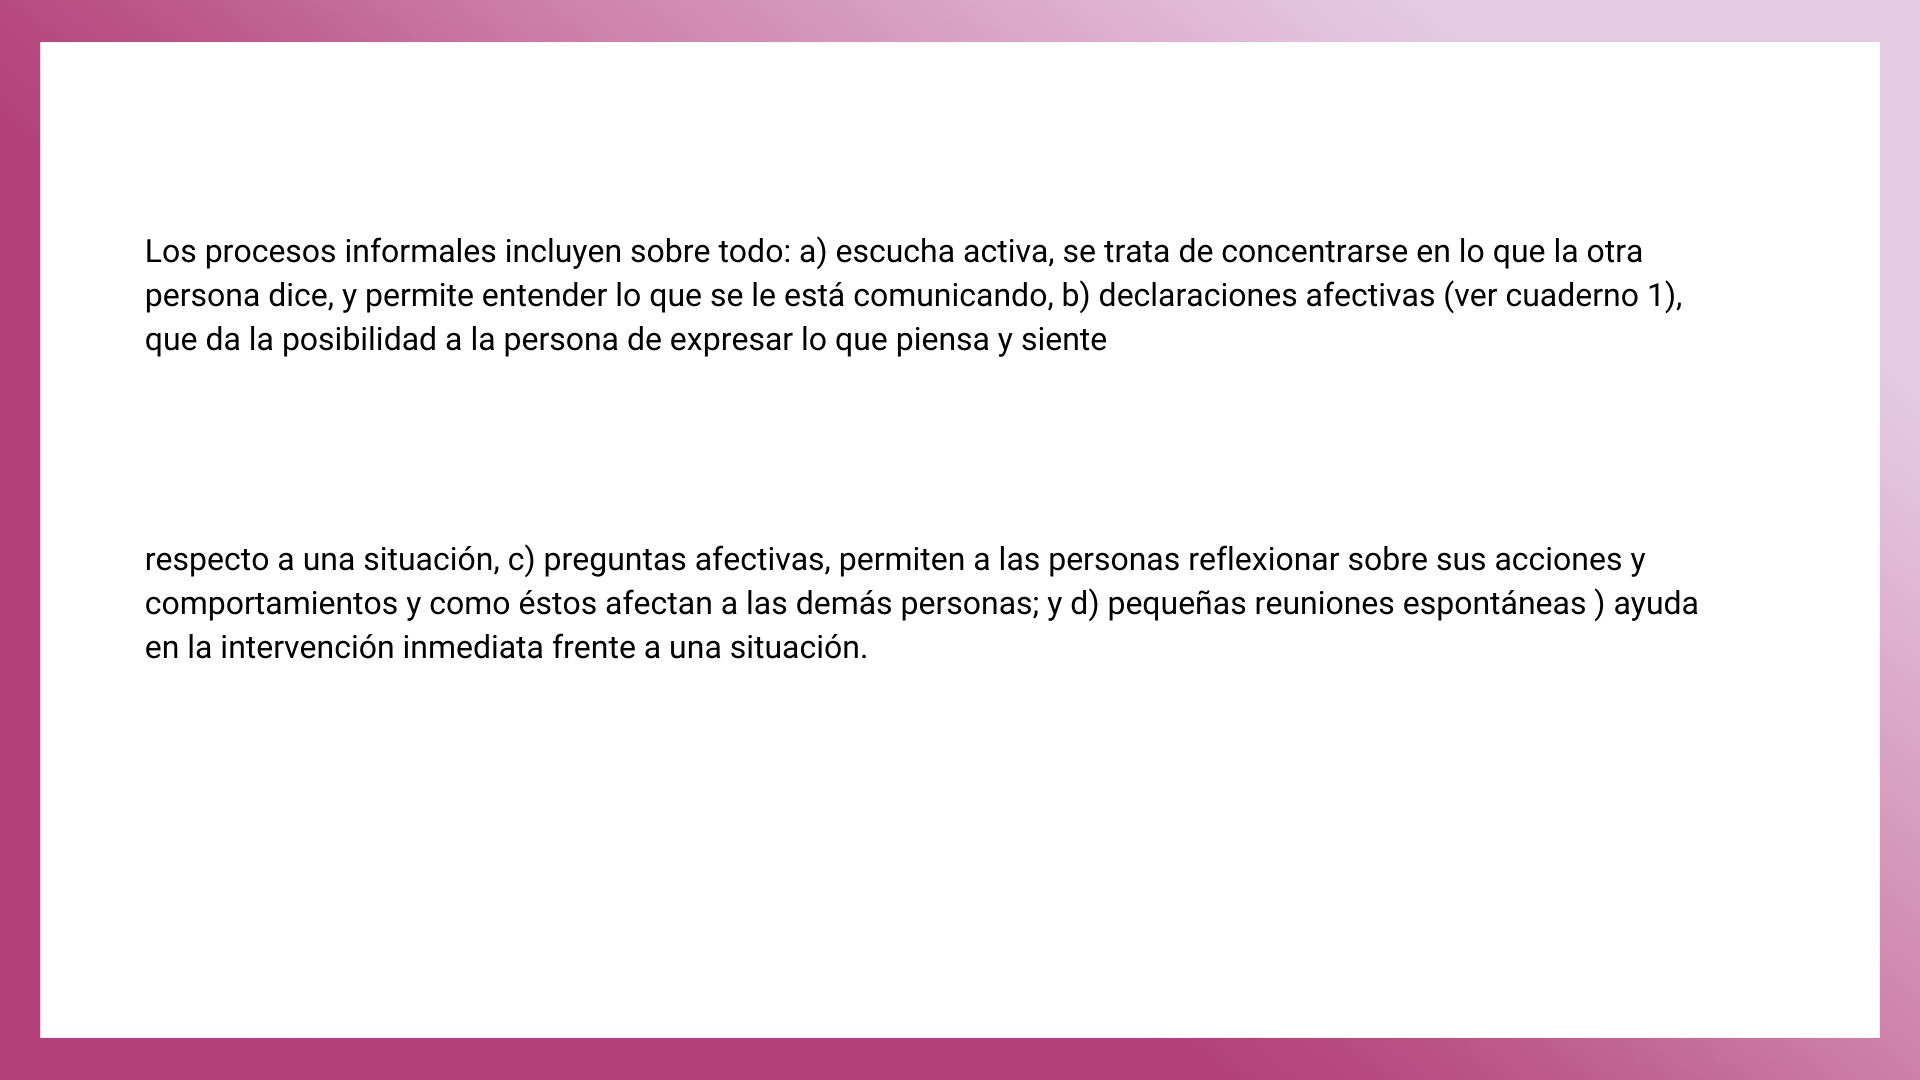 Los procesos informales incluyen sobre todo: a) escucha activa, se trata de concentrarse en lo que la otra
persona dice, y permite entender lo que se le está comunicando, b) declaraciones afectivas (ver cuaderno 1),
que da la posibilidad a la persona de expresar lo que piensa y siente
respecto a una situación, c) preguntas afectivas, permiten a las personas reflexionar sobre sus acciones y
comportamientos y como éstos afectan a las demás personas; y d) pequeñas reuniones espontáneas ) ayuda
en la intervención inmediata frente a una situación.